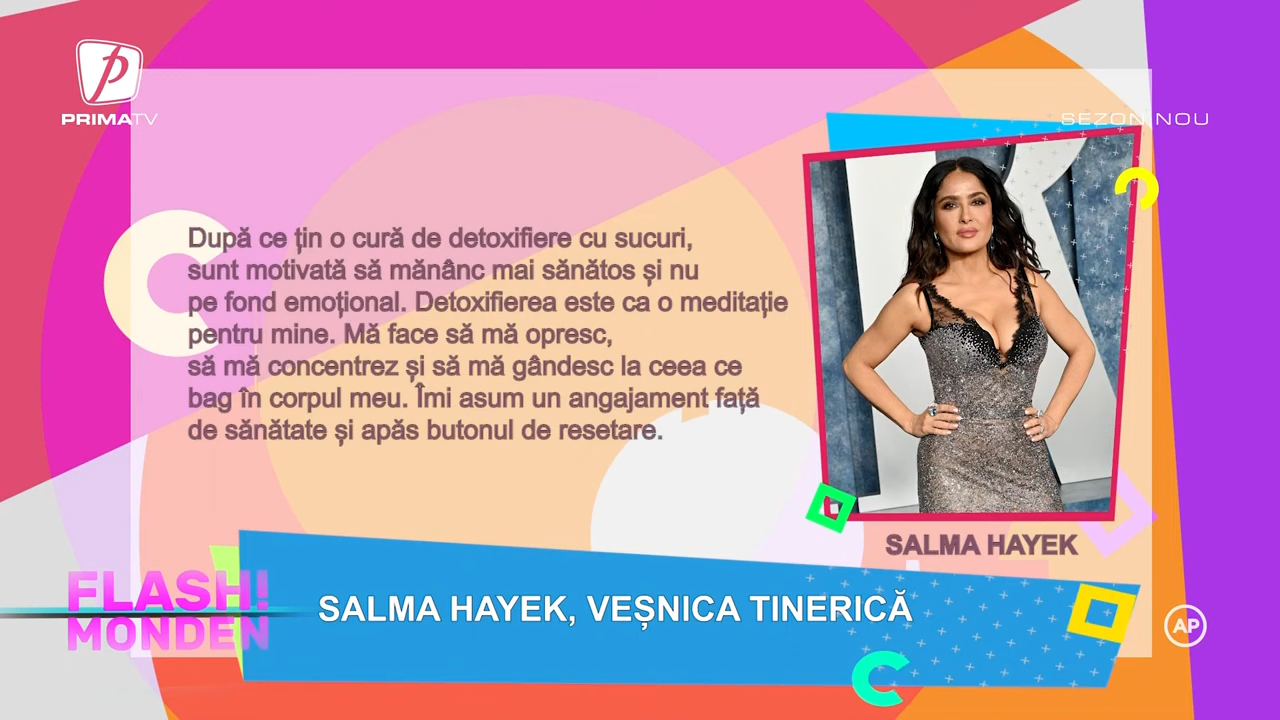 PRIMATV
SEZON NOU
După ce țin o cură de detoxifiere cu sucuri,
sunt motivată să mănânc mai sănătos și nu
pe fond emoțional. Detoxifierea este ca o meditație
pentru mine. Mă face să mă opresc,
să mă concentrez și să mă gândesc la ceea ce
bag în corpul meu. Îmi asum un angajament față
de sănătate și apăs butonul de resetare.
SALMA HAYEK
FLASH!
MONDEN
SALMA HAYEK, VEȘNICA TINERICĂ
AP